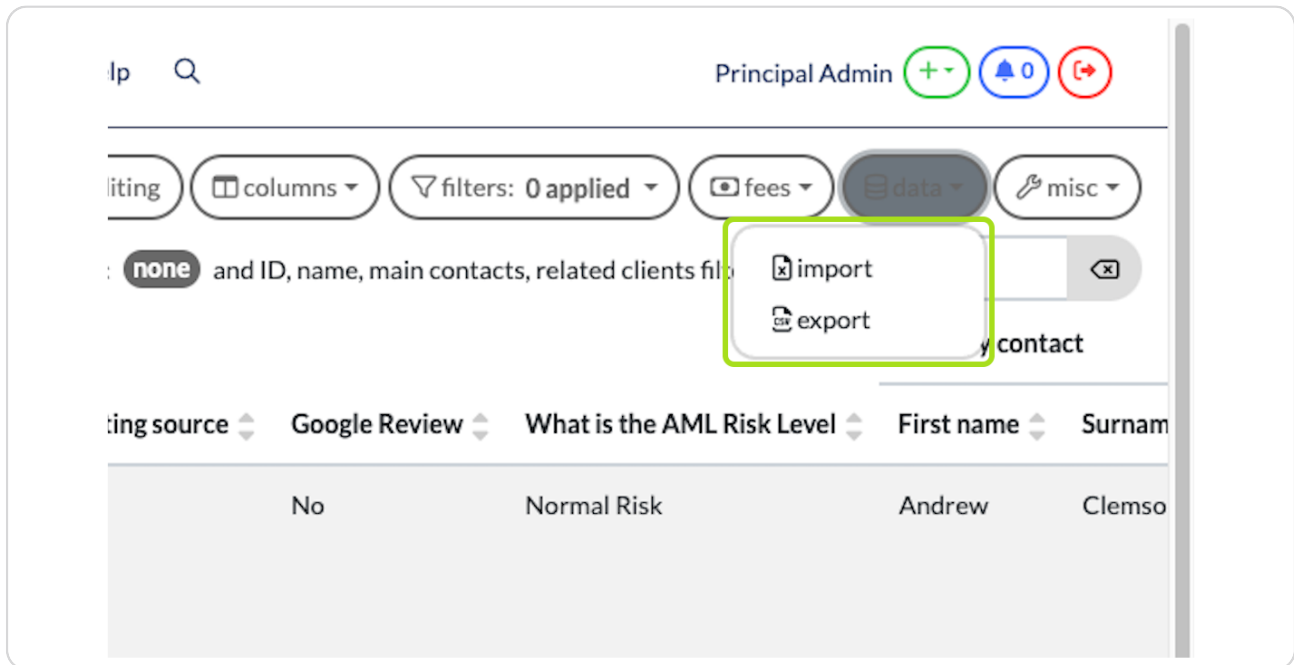 lp Principal Admin + 0
iting columns filters: 0 applied fees data misc
: none and ID, name, main contacts, related clients filt
import
export
y contact
ting source Google Review What is the AML Risk Level First name Surnam
No Normal Risk Andrew Clemso